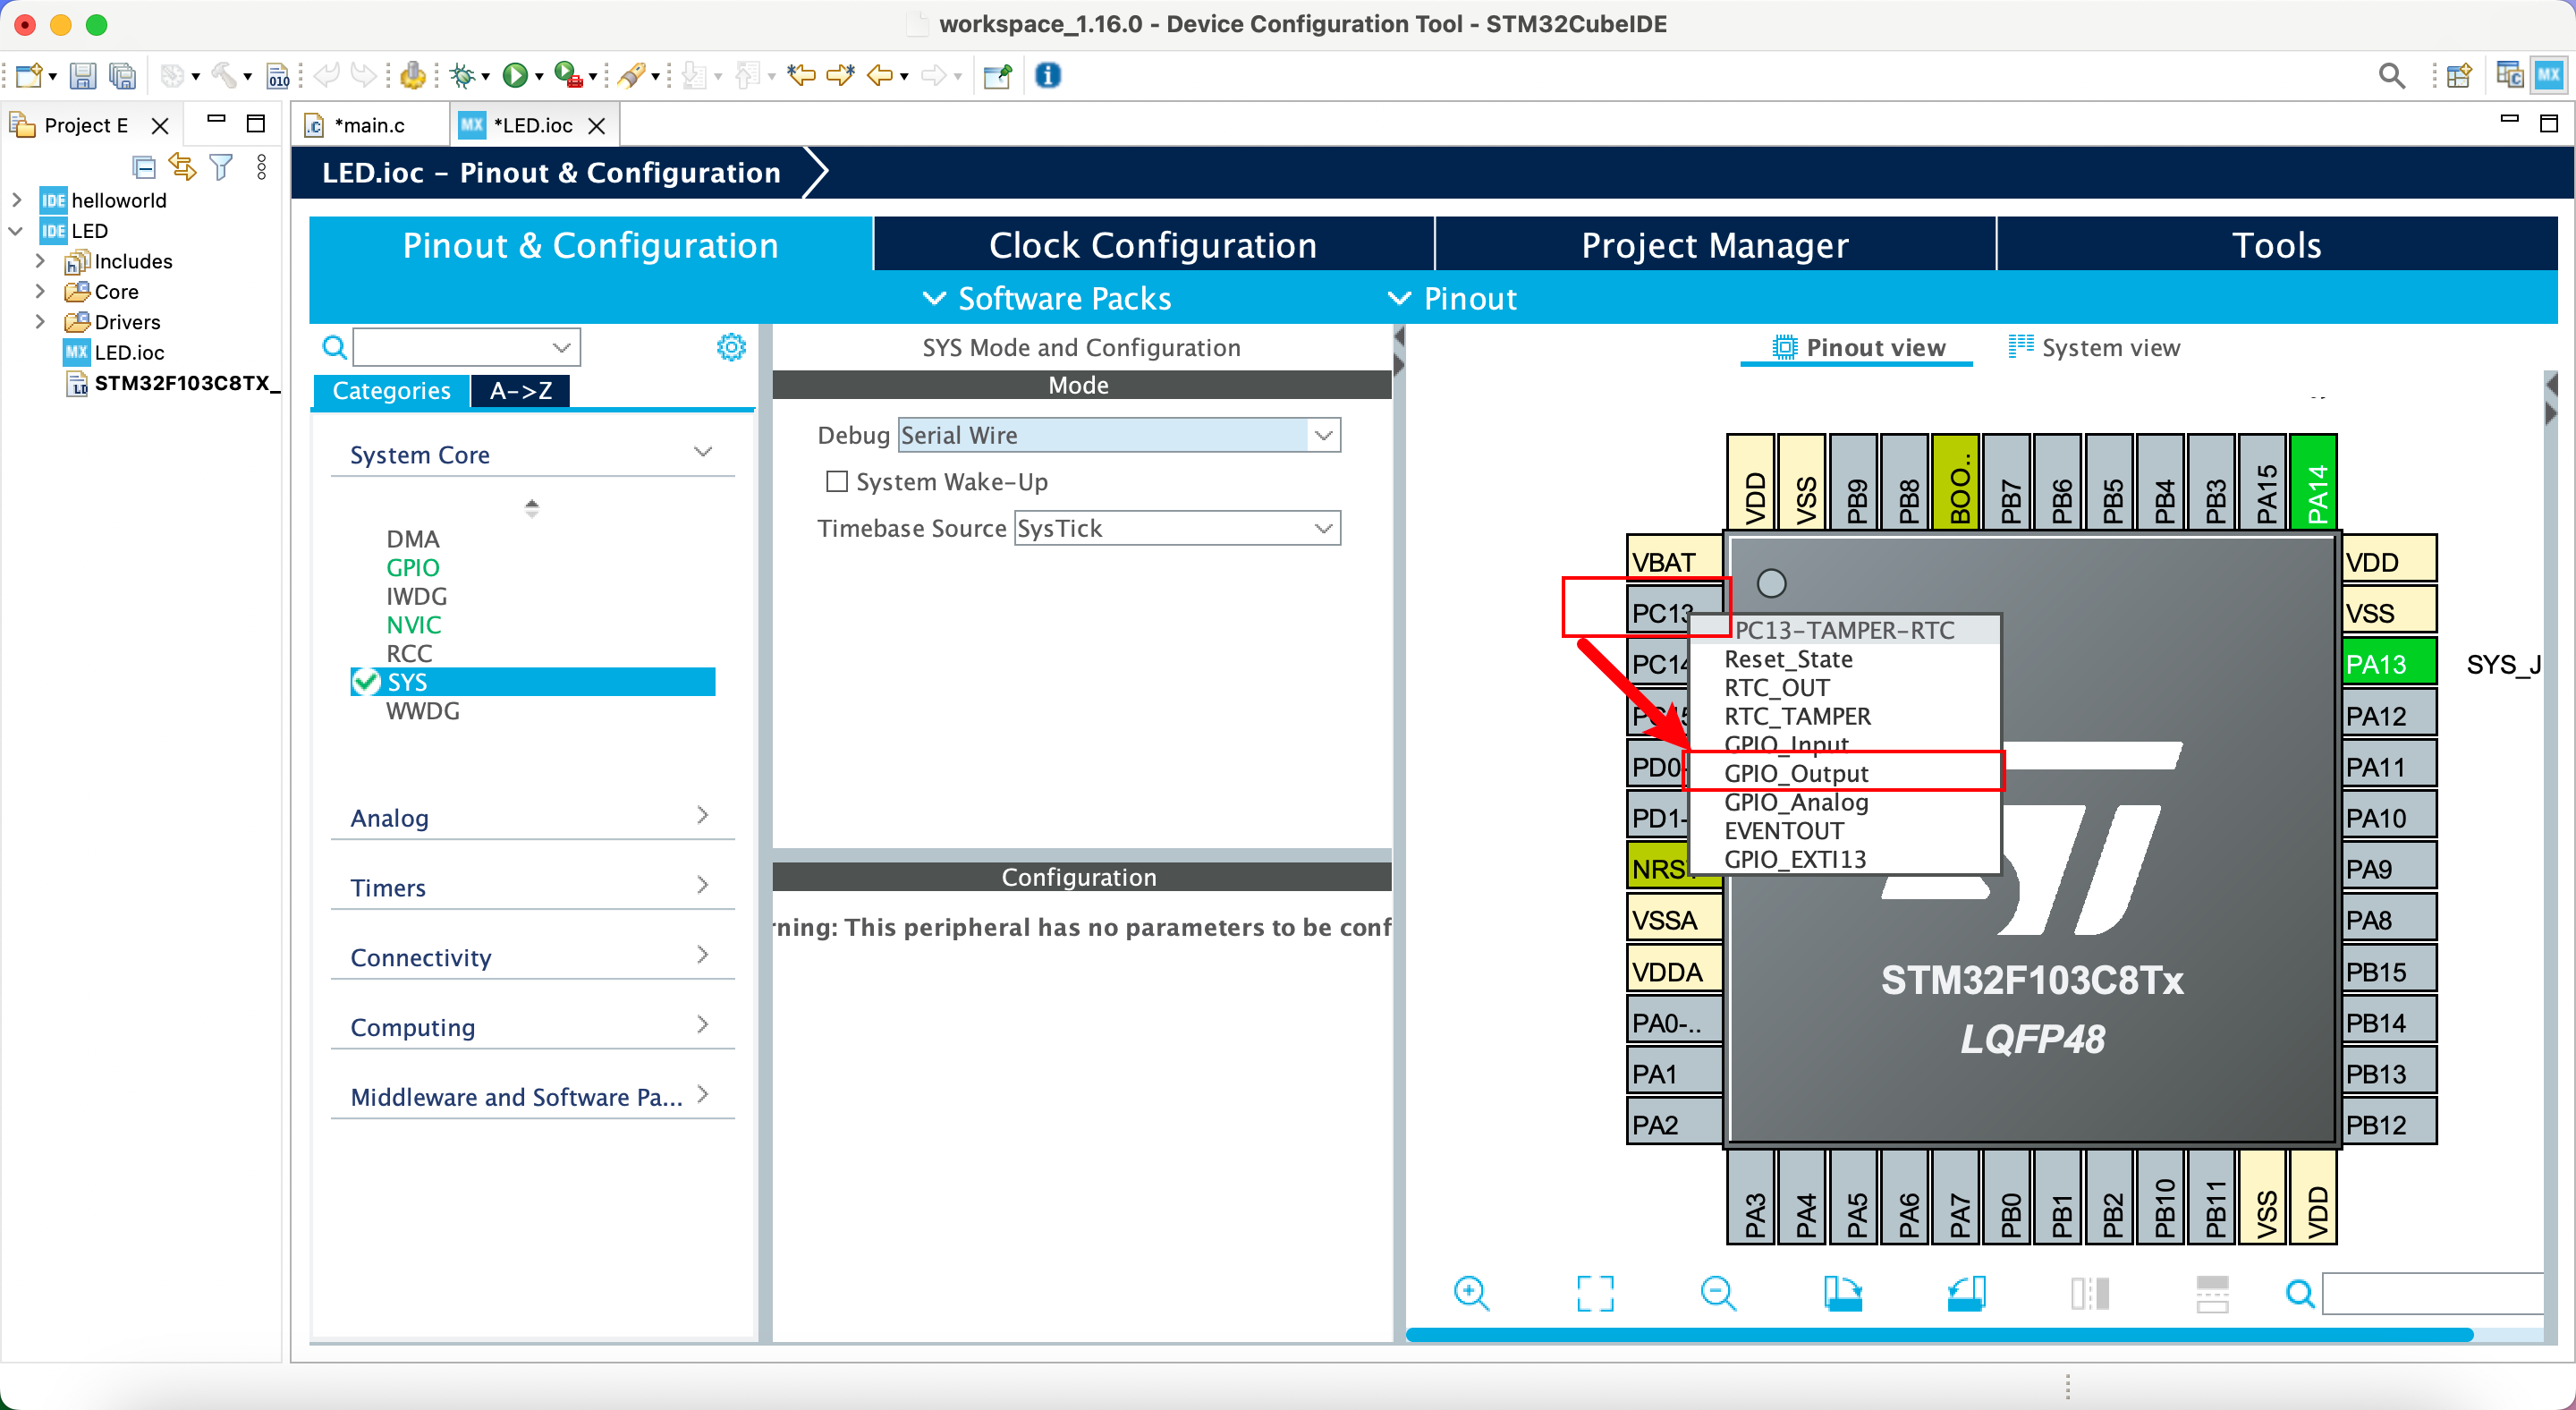 workspace_1.16.0 - Device Configuration Tool - STM32CubeIDE
010
MX
Project E
*main.c
MX *LED.ioc
LED.ioc – Pinout & Configuration
IDE helloworld
IDE LED
Includes
Core
Drivers
MX LED.ioc
STM32F103C8TX_
Pinout & Configuration
Clock Configuration
Project Manager
Tools
Software Packs
Pinout
Categories
A->Z
System Core
DMA
GPIO
IWDG
NVIC
RCC
SYS
WWDG
Analog
Timers
Connectivity
Computing
Middleware and Software Pa...
SYS Mode and Configuration
Mode
Debug Serial Wire
System Wake-Up
Timebase Source SysTick
Configuration
This peripheral has no parameters to be
Pinout view
System view
VDD
VSS
PB9
PB8
BOO..
PB7
PB6
PB5
PB4
PB3
PA15
PA14
VBAT
PC13
PC14
PD0-
PD1-
VSSA
VDDA
PA0-..
PA1
PA2
PC13-TAMPER-RTC
Reset_State
RTC_OUT
RTC_TAMPER
GPIO_Input
GPIO_Output
GPIO_Analog
EVENTOUT
GPIO_EXTI13
STM32F103C8Tx
LQFP48
VDD
VSS
PA13
SYS_J
PA12
PA11
PA10
PA9
PA8
PB15
PB14
PB13
PB12
PA3
PA4
PA5
PA6
PA7
PB0
PB1
PB2
PB10
PB11
VSS
VDD